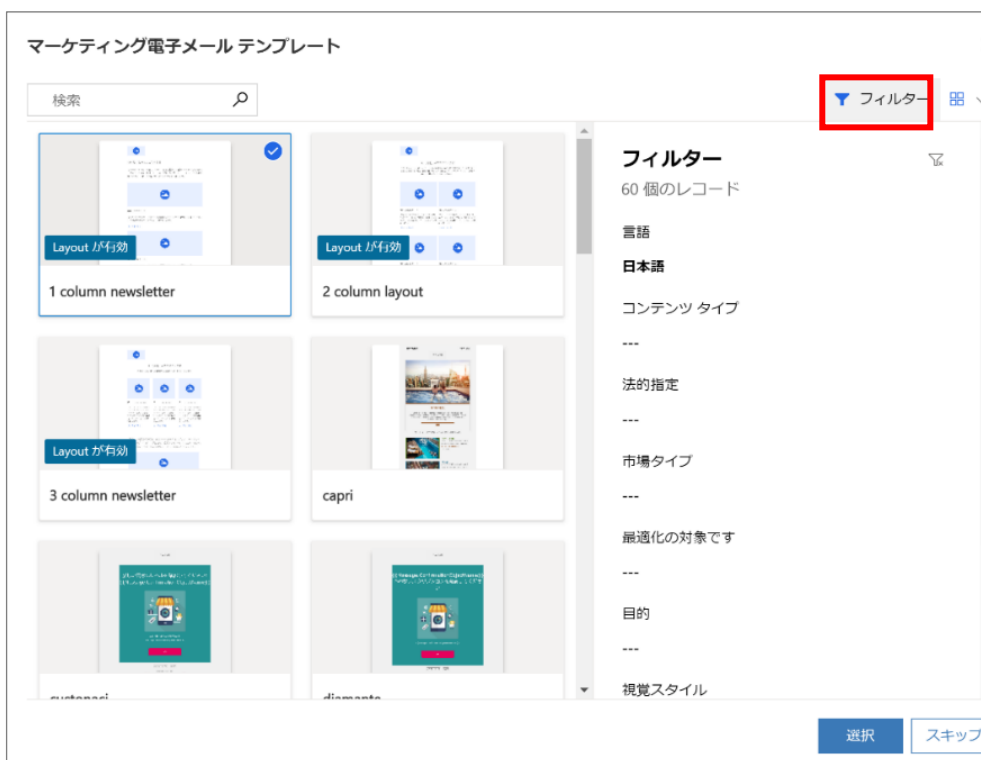 マーケティング電子メール テンプレート
検索
フィルター
フィルター
60 個のレコード
言語
日本語
コンテンツ タイプ
---
法的指定
---
市場タイプ
---
最適化の対象です
---
目的
---
視覚スタイル
Layout が有効
1 column newsletter
Layout が有効
2 column layout
Layout が有効
3 column newsletter
capri
custonaci
diamante
選択
スキップ